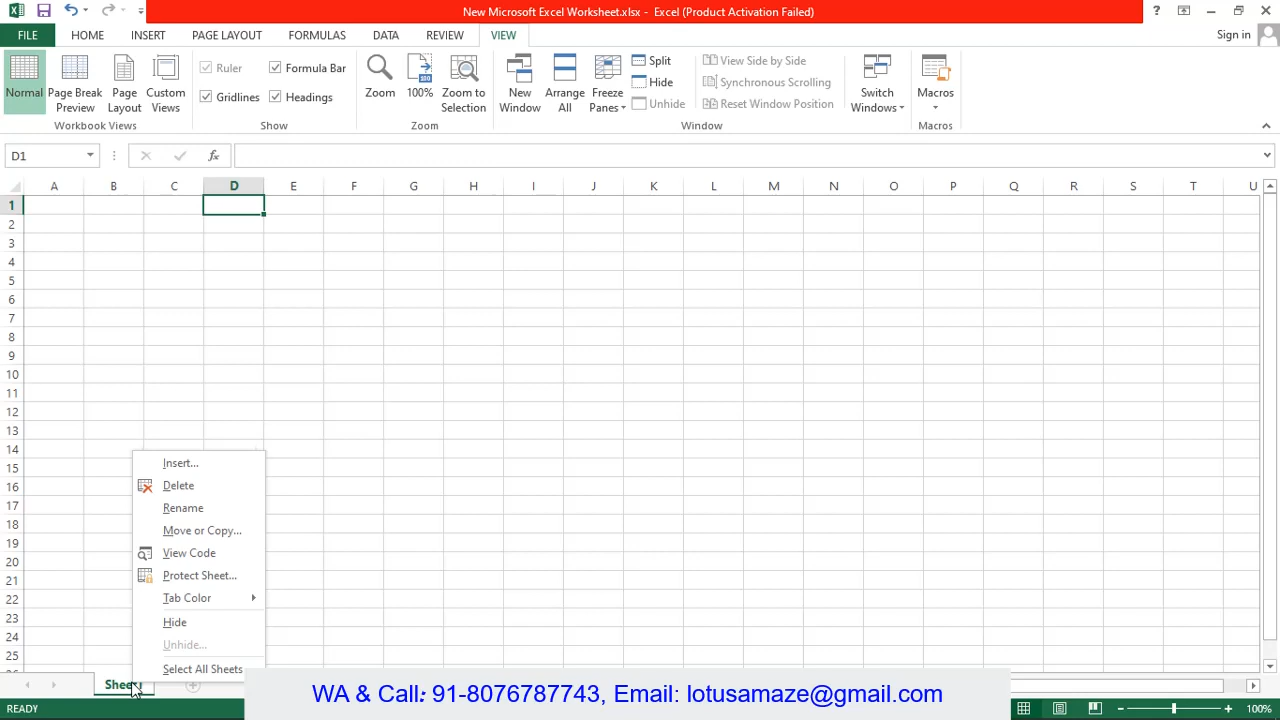 New Microsoft Excel Worksheet.xlsx - Excel (Product Activation Failed)
?
FILE HOME INSERT PAGE LAYOUT FORMULAS DATA REVIEW VIEW Sign in
Normal
Page Break Preview
Page Layout
Custom Views
Workbook Views
Ruler
Formula Bar
Gridlines
Headings
Show
Zoom
100%
Zoom to Selection
Zoom
New Window
Arrange All
Freeze Panes
Split
Hide
Unhide
View Side by Side
Synchronous Scrolling
Reset Window Position
Window
Switch Windows
Macros
Macros
D1
fx
A B C D E F G H I J K L M N O P Q R S T U
1
2
3
4
5
6
7
8
9
10
11
12
13
14
15
16
17
18
19
20
21
22
23
24
25
Insert...
Delete
Rename
Move or Copy...
View Code
Protect Sheet...
Tab Color
Hide
Unhide...
Select All Sheets
WA & Call: 91-8076787743, Email: lotusamaze@gmail.com
READY
100%